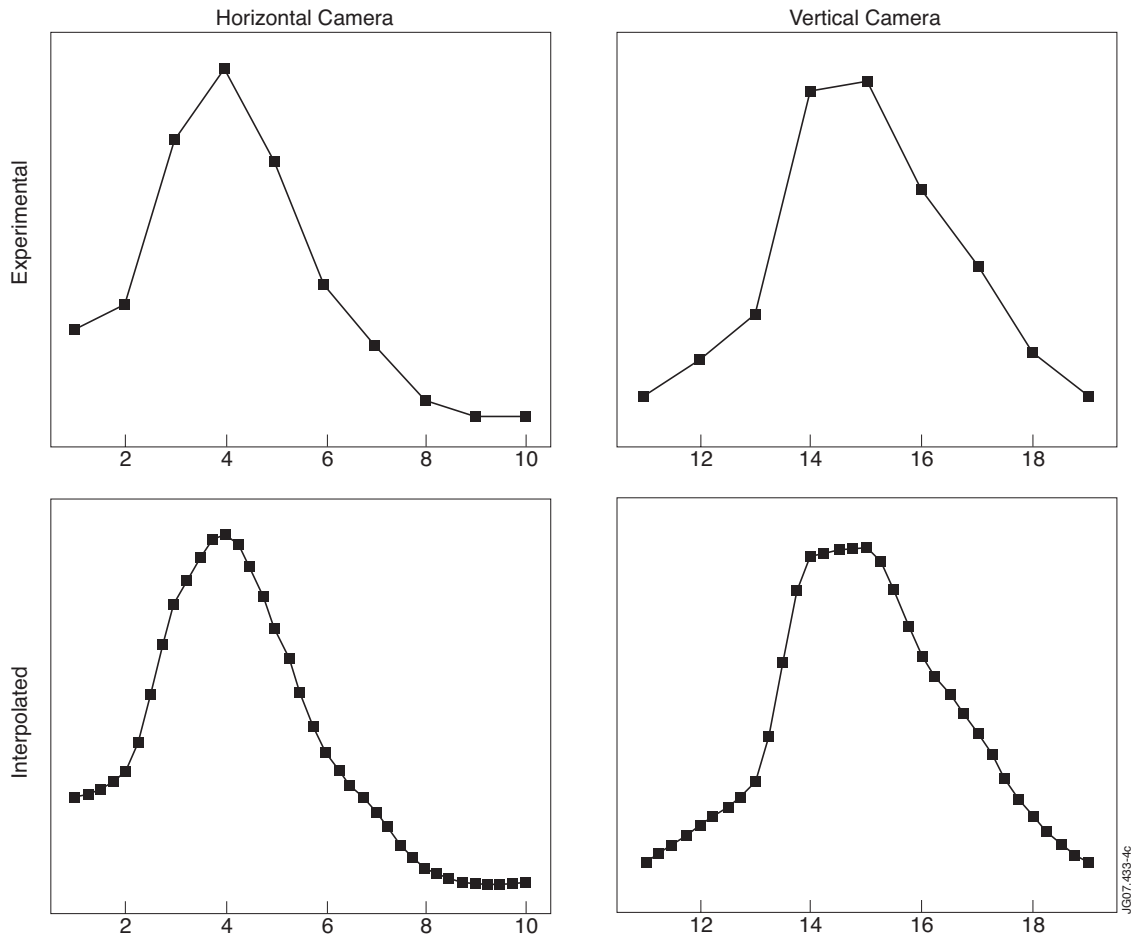 Horizontal Camera
Vertical Camera
Experimental
2 4 6 8 10
12 14 16 18
Interpolated
2 4 6 8 10
12 14 16 18
JG07.433-4c